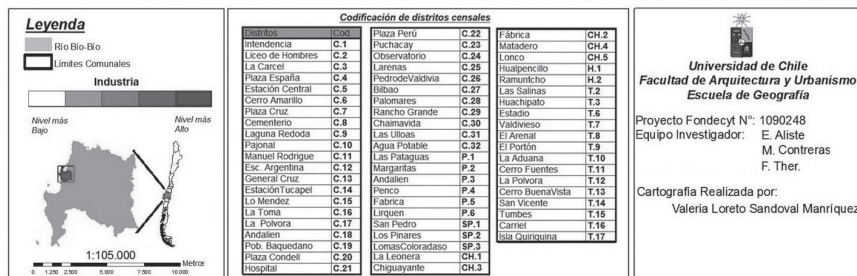 Leyenda
Río Bío-Bío
Límites Comunales
Industria
Nivel más Bajo
Nivel más Alto
1:105.000
Metros
0 1.250 2.500 5.000 7.500 10.000
Codificación de distritos censales
Distritos Cod.
Intendencia C.1
Liceo de Hombres C.2
La Carcel C.3
Plaza España C.4
Estación Central C.5
Cerro Amarillo C.6
Plaza Cruz C.7
Cementerio C.8
Laguna Redoda C.9
Pajonal C.10
Manuel Rodrigue C.11
Esc. Argentina C.12
General Cruz C.13
EstaciónTucapel C.14
Lo Mendez C.15
La Toma C.16
La Polvora C.17
Andalien C.18
Pob. Baquedano C.19
Plaza Condell C.20
Hospital C.21
Plaza Perú C.22
Puchacay C.23
Observatorio C.24
Larenas C.25
PedrodeValdivia C.26
Bilbao C.27
Palomares C.28
Rancho Grande C.29
Chaimavida C.30
Las Ulloas C.31
Agua Potable C.32
Las Pataguas P.1
Margaritas P.2
Andalien P.3
Penco P.4
Fabrica P.5
Lirquen P.6
San Pedro SP.1
Los Pinares SP.2
LomasColoradaso SP.3
La Leonera CH.1
Chiguayante CH.3
Fábrica CH.2
Matadero CH.4
Lonco CH.5
Hualpencillo H.1
Ramuntcho H.2
Las Salinas T.2
Huachipato T.3
Estadio T.6
Valdivieso T.7
El Arenal T.8
El Portón T.9
La Aduana T.10
Cerro Fuentes T.11
La Polvora T.12
Cerro BuenaVista T.13
San Vicente T.14
Tumbes T.15
Carriel T.16
Isla Quiriquina T.17
Universidad de Chile
Facultad de Arquitectura y Urbanismo
Escuela de Geografía
Proyecto Fondecyt N°: 1090248
Equipo Investigador: E. Aliste
M. Contreras
F. Ther.
Cartografía Realizada por:
Valeria Loreto Sandoval Manríquez